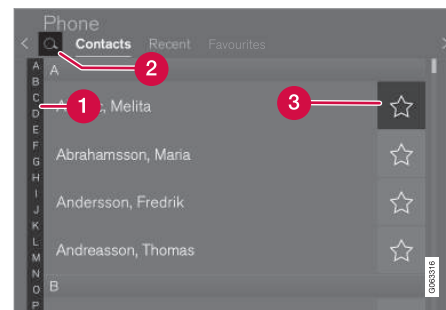 Phone
Contacts Recent Favourites
A
B
C
D
E
F
G
H
I
J
K
L
M
N
O
P
A
2
1
, Melita
3
Abrahamsson, Maria
Andersson, Fredrik
Andreasson, Thomas
B
G063316